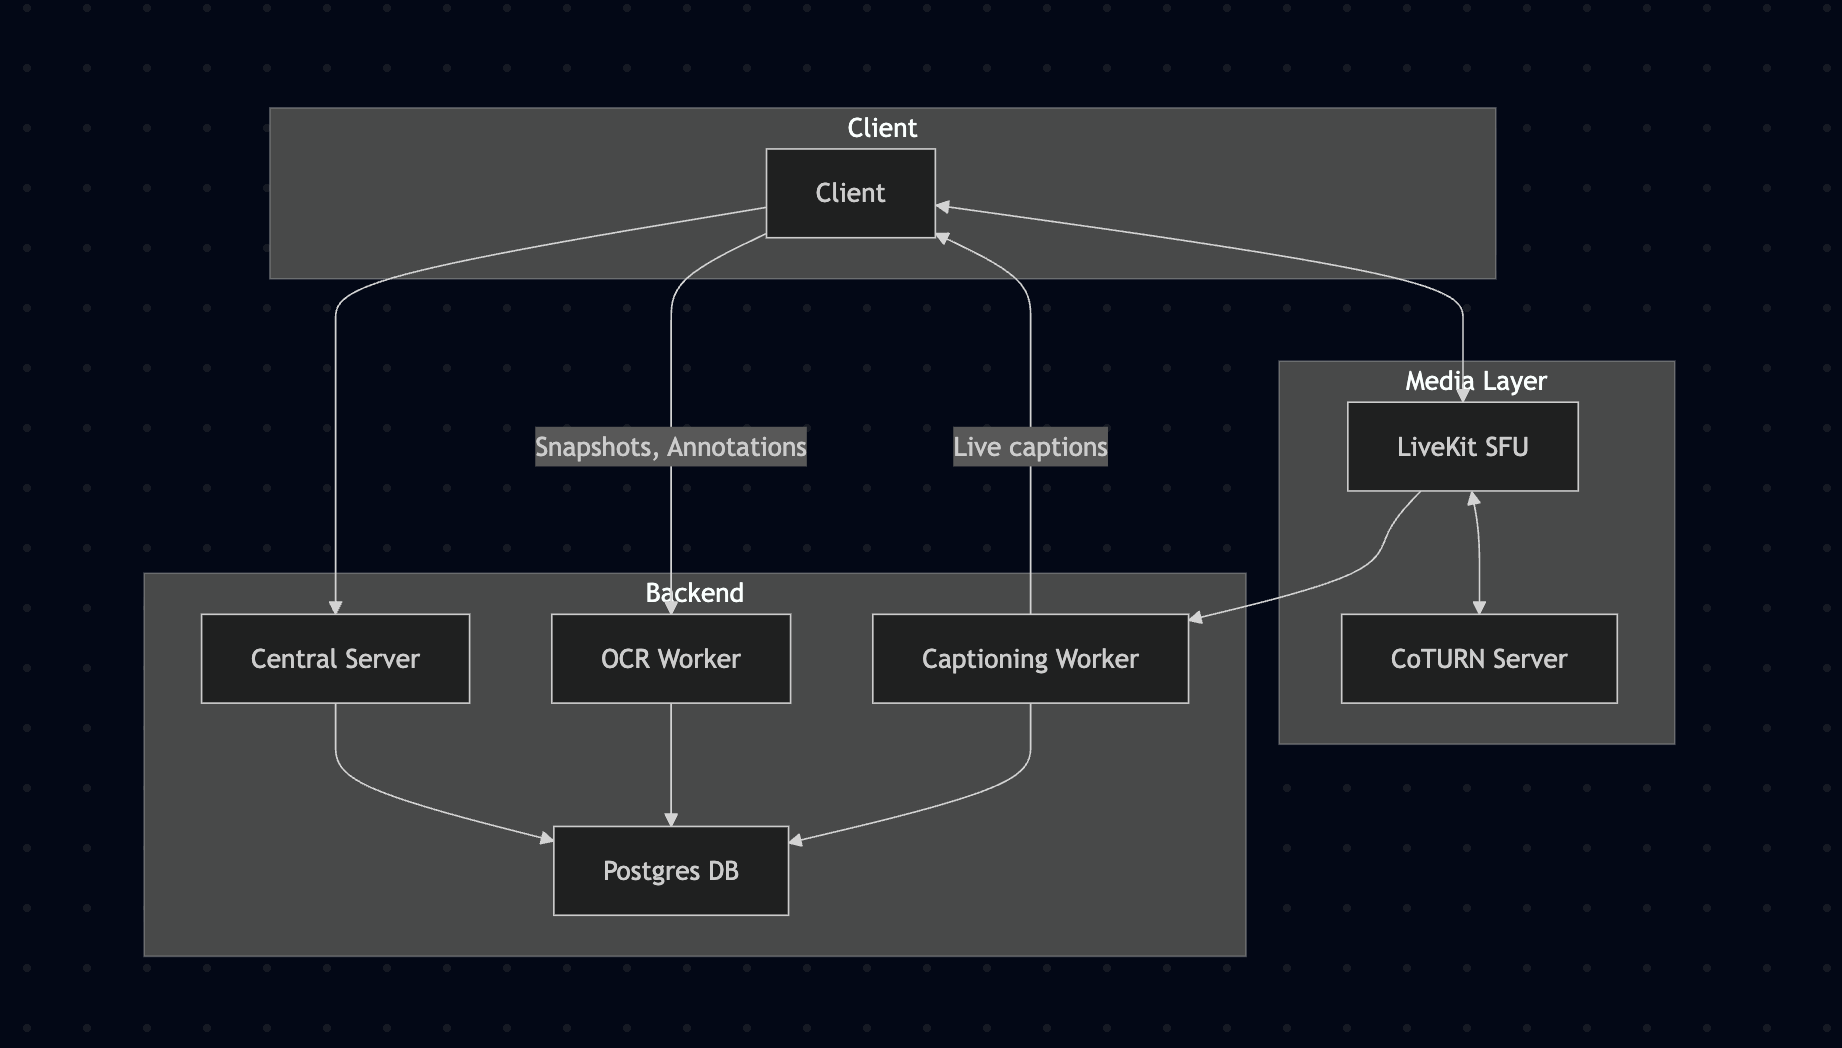 Client
Client
Media Layer
Snapshots, Annotations
Live captions
LiveKit SFU
Backend
Central Server
OCR Worker
Captioning Worker
CoTURN Server
Postgres DB